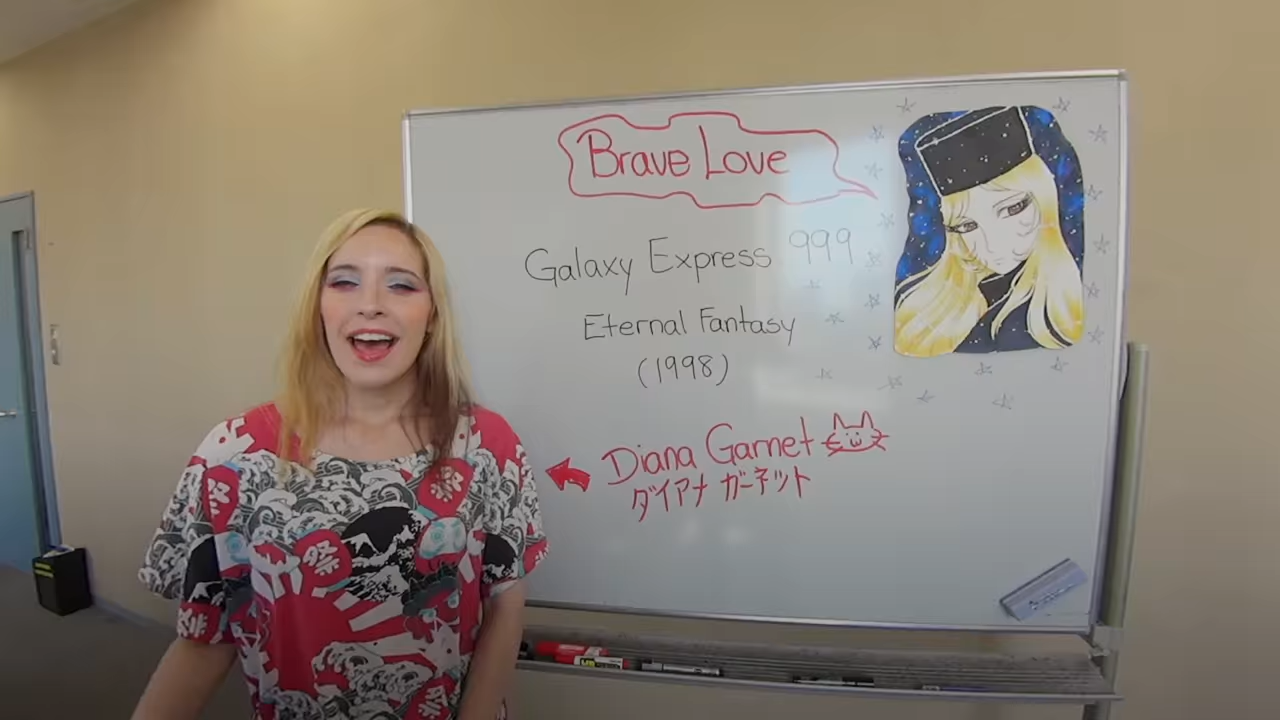 Brave Love
Galaxy Express 999
Eternal Fantasy
(1998)
Diana Garnet
ダイアナ ガーネット
祭